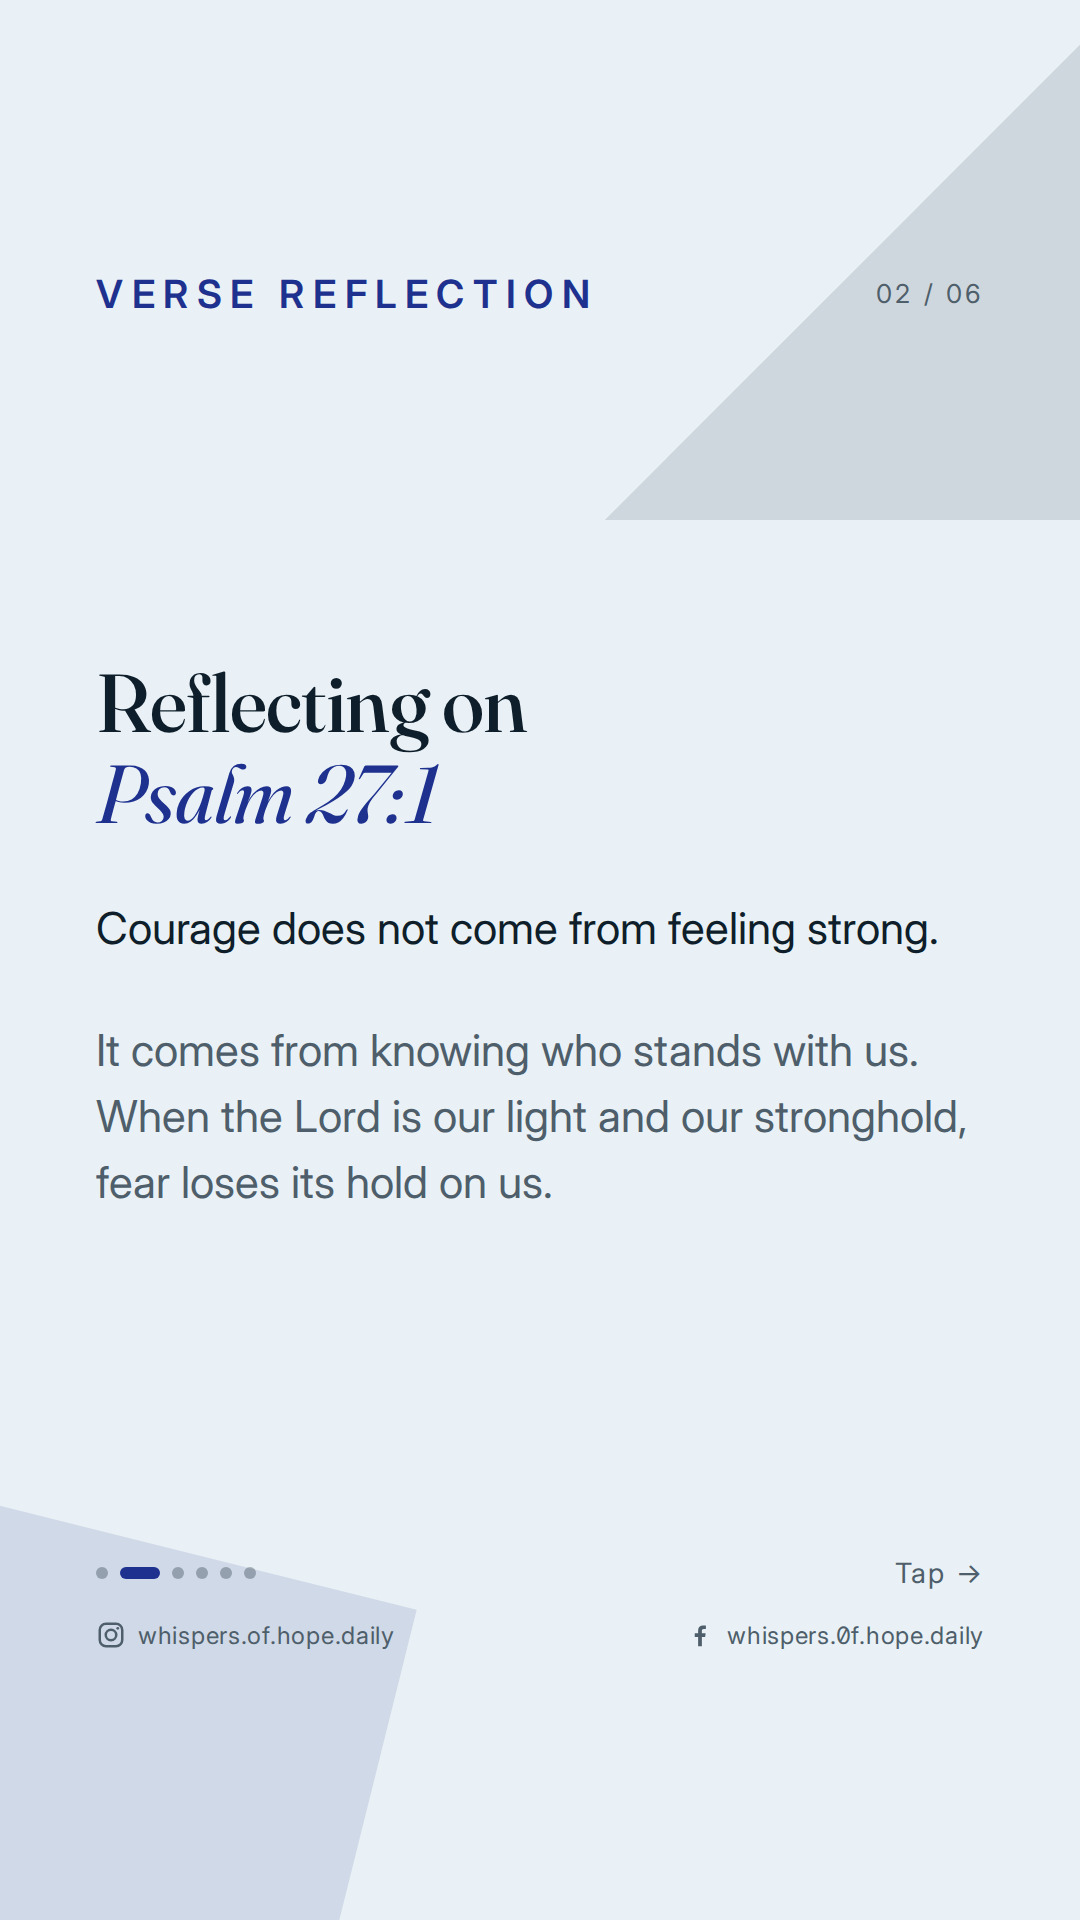 VERSE REFLECTION
02 / 06
Reflecting on
Psalm 27:1
Courage does not come from feeling strong.
It comes from knowing who stands with us.
When the Lord is our light and our stronghold,
fear loses its hold on us.
Tap →
whispers.of.hope.daily
whispers.0f.hope.daily